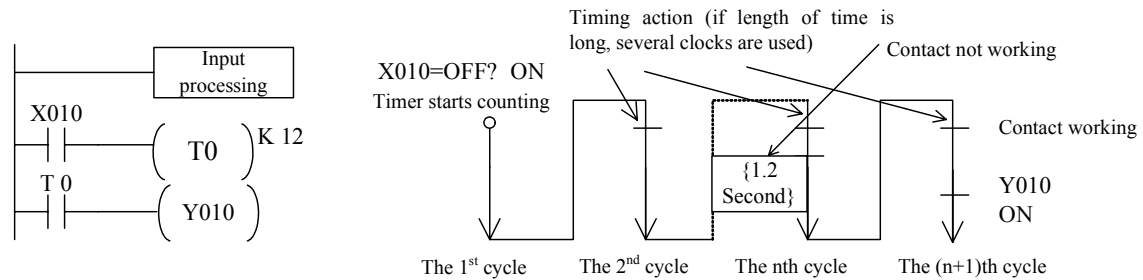 Input
processing
X010
T0
K 12
T 0
Y010
Timing action (if length of time is
long, several clocks are used)
Contact not working
X010=OFF? ON
Timer starts counting
{1.2
Second}
Contact working
Y010
ON
The 1st cycle
The 2nd cycle
The nth cycle
The (n+1)th cycle